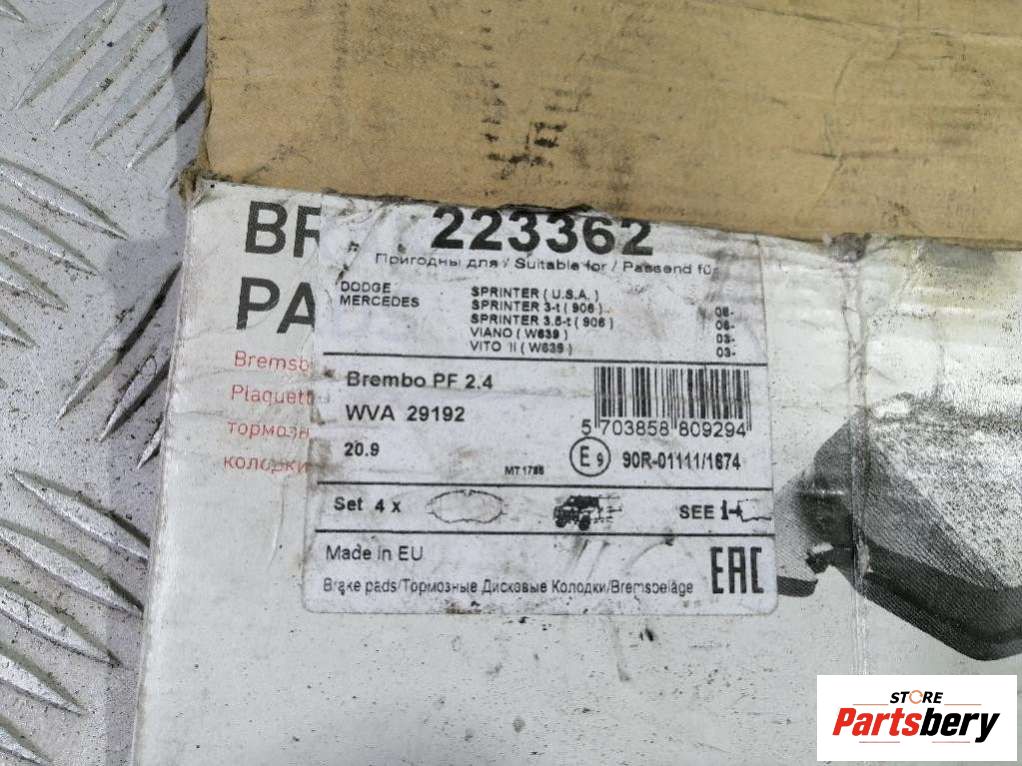 223362
Пригодны для / Suitable for / Passend für
DODGE SPRINTER ( U.S.A. )
MERCEDES SPRINTER 3-t ( 906 ) 06-
SPRINTER 3.5-t ( 906 ) 06-
VIANO ( W639 ) 03-
VITO II ( W639 ) 03-
BR
PA
Bremsb
Plaquett
тормозн
колодки
Brembo PF 2.4
WVA 29192
5 703858 809294
20.9
E 9 90R-01111/1674
Set 4 x
SEE
Made in EU
EAC
Brake pads/Тормозные Дисковые Колодки/Bremsbeläge
STORE
Partsbery